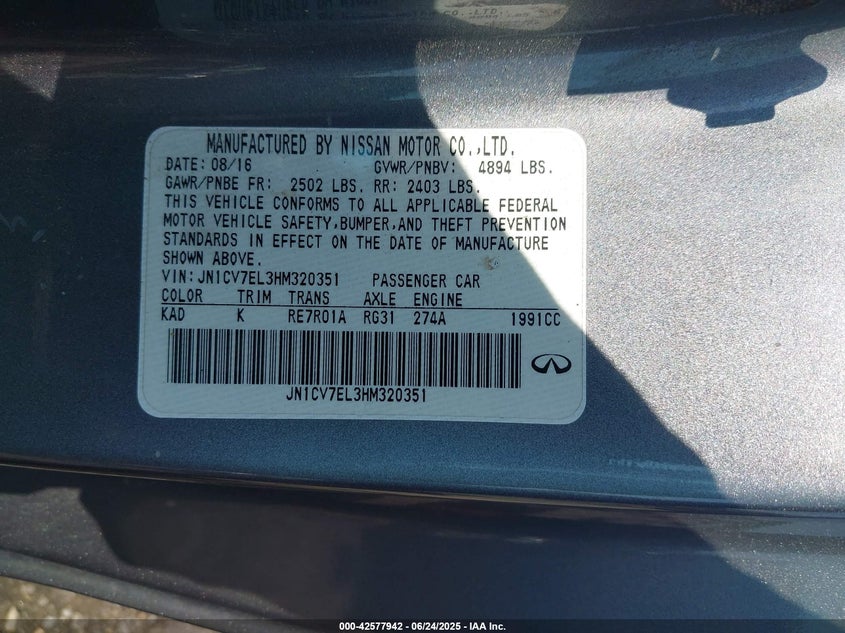 MANUFACTURED BY NISSAN MOTOR CO.,LTD.
DATE: 08/16 GVWR/PNBV: 4894 LBS.
GAWR/PNBE FR: 2502 LBS. RR: 2403 LBS.
THIS VEHICLE CONFORMS TO ALL APPLICABLE FEDERAL
MOTOR VEHICLE SAFETY,BUMPER,AND THEFT PREVENTION
STANDARDS IN EFFECT ON THE DATE OF MANUFACTURE
SHOWN ABOVE.
VIN:JN1CV7EL3HM320351 PASSENGER CAR
COLOR TRIM TRANS AXLE ENGINE
KAD K RE7R01A RG31 274A 1991CC
JN1CV7EL3HM320351
000-42577942 - 06/24/2025 - IAA Inc.